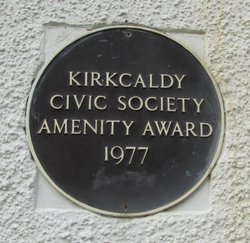 KIRKCALDY
CIVIC SOCIETY
AMENITY AWARD
1977